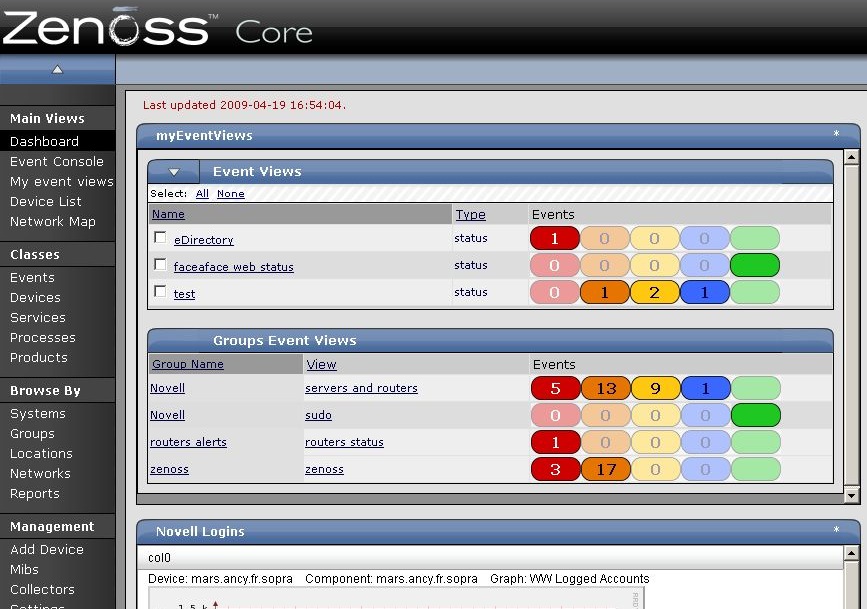 Zenoss™ Core
Last updated 2009-04-19 16:54:04.
Main Views
Dashboard
Event Console
My event views
Device List
Network Map
Classes
Events
Devices
Services
Processes
Products
Browse By
Systems
Groups
Locations
Networks
Reports
Management
Add Device
Mibs
Collectors
Settings
myEventViews *
Event Views
Select: All None
Name Type Events
eDirectory status 1 0 0 0
faceaface web status status 0 0 0 0
test status 0 1 2 1
Groups Event Views
Group Name View Events
Novell servers and routers 5 13 9 1
Novell sudo 0 0 0 0
routers alerts routers status 1 0 0 0
zenoss zenoss 3 17 0 0
Novell Logins *
col0
Device: mars.ancy.fr.sopra Component: mars.ancy.fr.sopra Graph: WW Logged Accounts
1.5 k